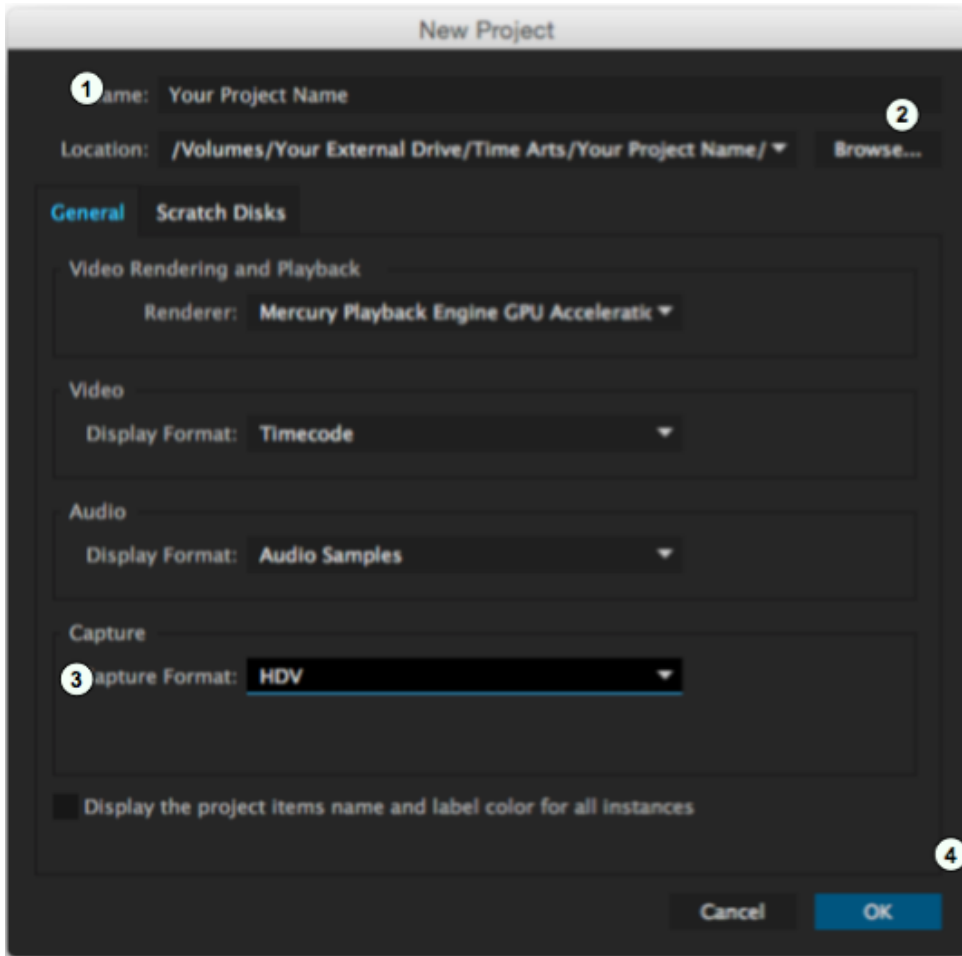 New Project
1 ame: Your Project Name
2
Location: /Volumes/Your External Drive/Time Arts/Your Project Name/ Browse...
General Scratch Disks
Video Rendering and Playback
Renderer: Mercury Playback Engine GPU Acceleratic
Video
Display Format: Timecode
Audio
Display Format: Audio Samples
Capture
3 apture Format: HDV
Display the project items name and label color for all instances
4
Cancel OK